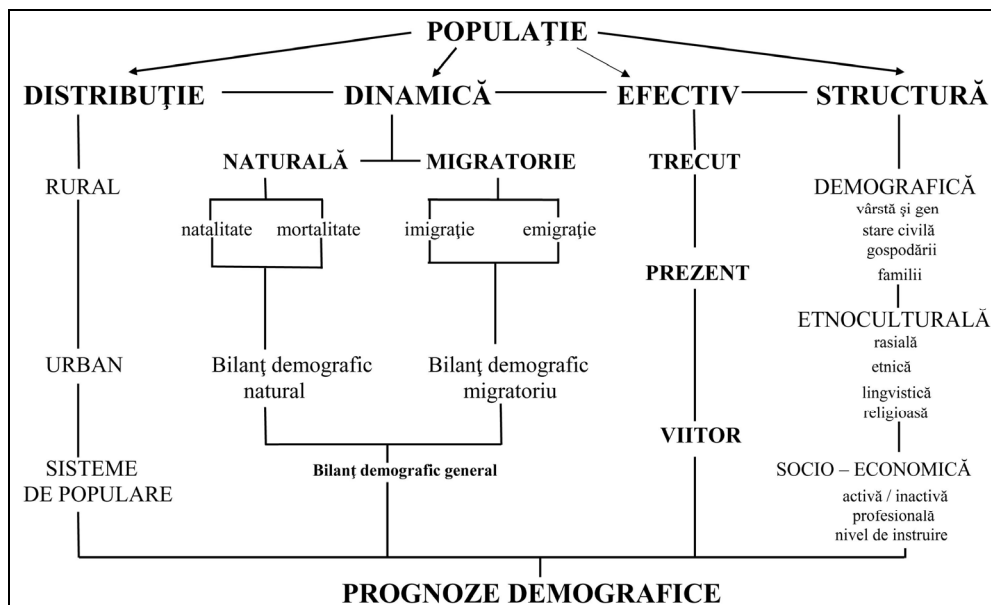 POPULAŢIE
DISTRIBUŢIE DINAMICĂ EFECTIV STRUCTURĂ
NATURALĂ MIGRATORIE TRECUT
RURAL DEMOGRAFICĂ
vârstă şi gen
natalitate mortalitate imigraţie emigraţie stare civilă
gospodării
PREZENT familii
ETNOCULTURALĂ
rasială
URBAN Bilanţ demografic natural Bilanţ demografic migratoriu etnică
lingvistică
religioasă
VIITOR
SISTEME DE POPULARE Bilanţ demografic general SOCIO – ECONOMICĂ
activă / inactivă
profesională
nivel de instruire
PROGNOZE DEMOGRAFICE